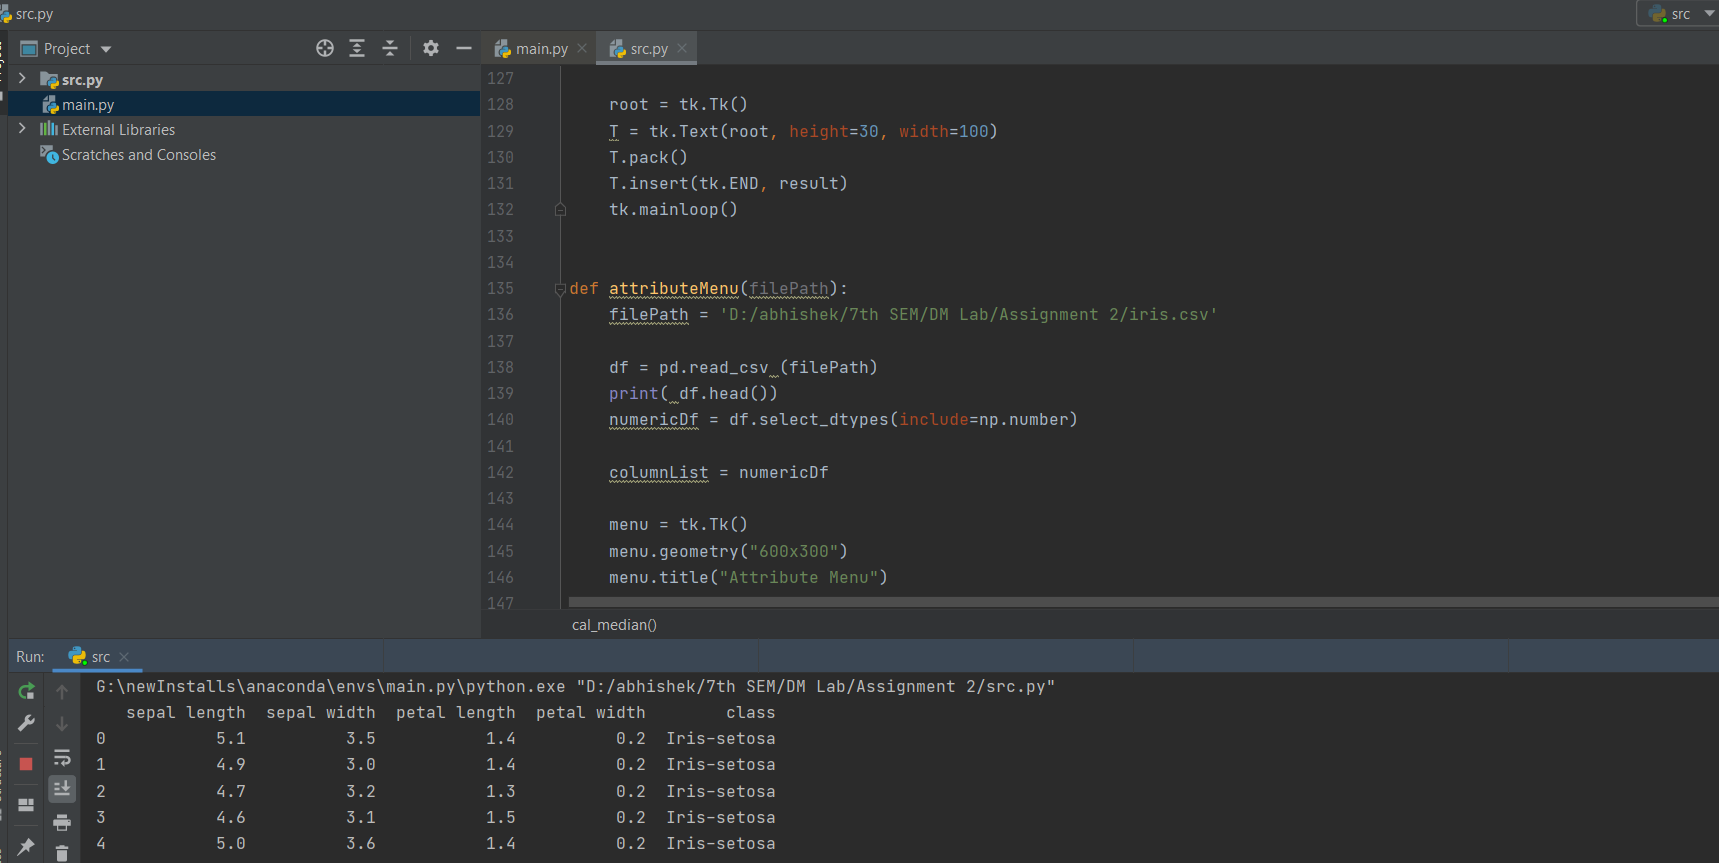 src.py
src
Project
main.py
src.py
src.py
main.py
External Libraries
Scratches and Consoles
127
128 root = tk.Tk()
129 T = tk.Text(root, height=30, width=100)
130 T.pack()
131 T.insert(tk.END, result)
132 tk.mainloop()
133
134
135 def attributeMenu(filePath):
136 filePath = 'D:/abhishek/7th SEM/DM Lab/Assignment 2/iris.csv'
137
138 df = pd.read_csv (filePath)
139 print( df.head())
140 numericDf = df.select_dtypes(include=np.number)
141
142 columnList = numericDf
143
144 menu = tk.Tk()
145 menu.geometry("600x300")
146 menu.title("Attribute Menu")
147
cal_median()
Run: src
G:\newInstalls\anaconda\envs\main.py\python.exe "D:/abhishek/7th SEM/DM Lab/Assignment 2/src.py"
sepal length sepal width petal length petal width class
0 5.1 3.5 1.4 0.2 Iris-setosa
1 4.9 3.0 1.4 0.2 Iris-setosa
2 4.7 3.2 1.3 0.2 Iris-setosa
3 4.6 3.1 1.5 0.2 Iris-setosa
4 5.0 3.6 1.4 0.2 Iris-setosa